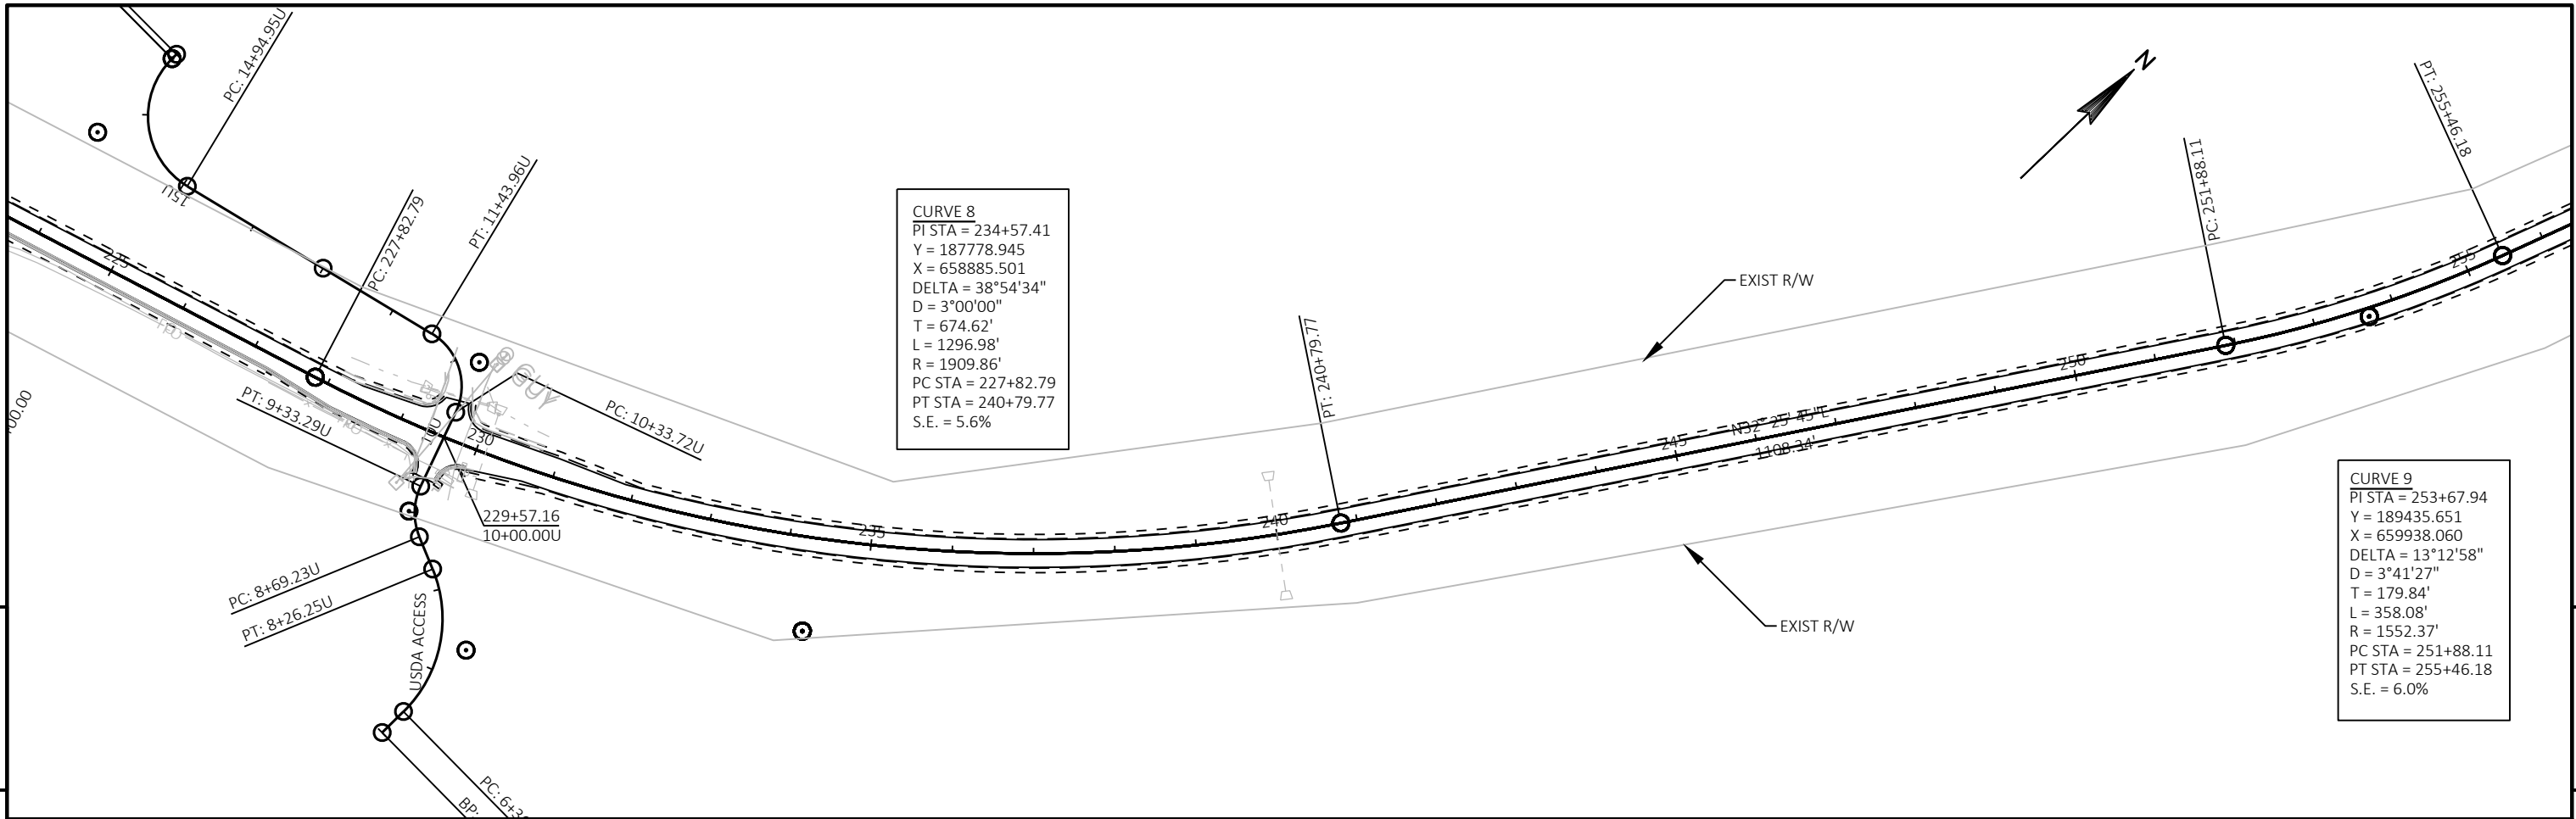 PC: 14+94.95U
N
PT: 255+46.18
PC: 251+88.11
15U
PT: 11+43.96U
PC: 227+82.79
225
CURVE 8
PI STA = 234+57.41
Y = 187778.945
X = 658885.501
DELTA = 38°54'34"
D = 3°00'00"
T = 674.62'
L = 1296.98'
R = 1909.86'
PC STA = 227+82.79
PT STA = 240+79.77
S.E. = 5.6%
EXIST R/W
255
250
PT: 240+79.77
PT: 9+33.29U
GUY
PC: 10+33.72U
10U
230
245
1108.34'
229+57.16
10+00.00U
235
240
CURVE 9
PI STA = 253+67.94
Y = 189435.651
X = 659938.060
DELTA = 13°12'58"
D = 3°41'27"
T = 179.84'
L = 358.08'
R = 1552.37'
PC STA = 251+88.11
PT STA = 255+46.18
S.E. = 6.0%
PC: 8+69.23U
PT: 8+26.25U
USDA ACCESS
EXIST R/W
BP: